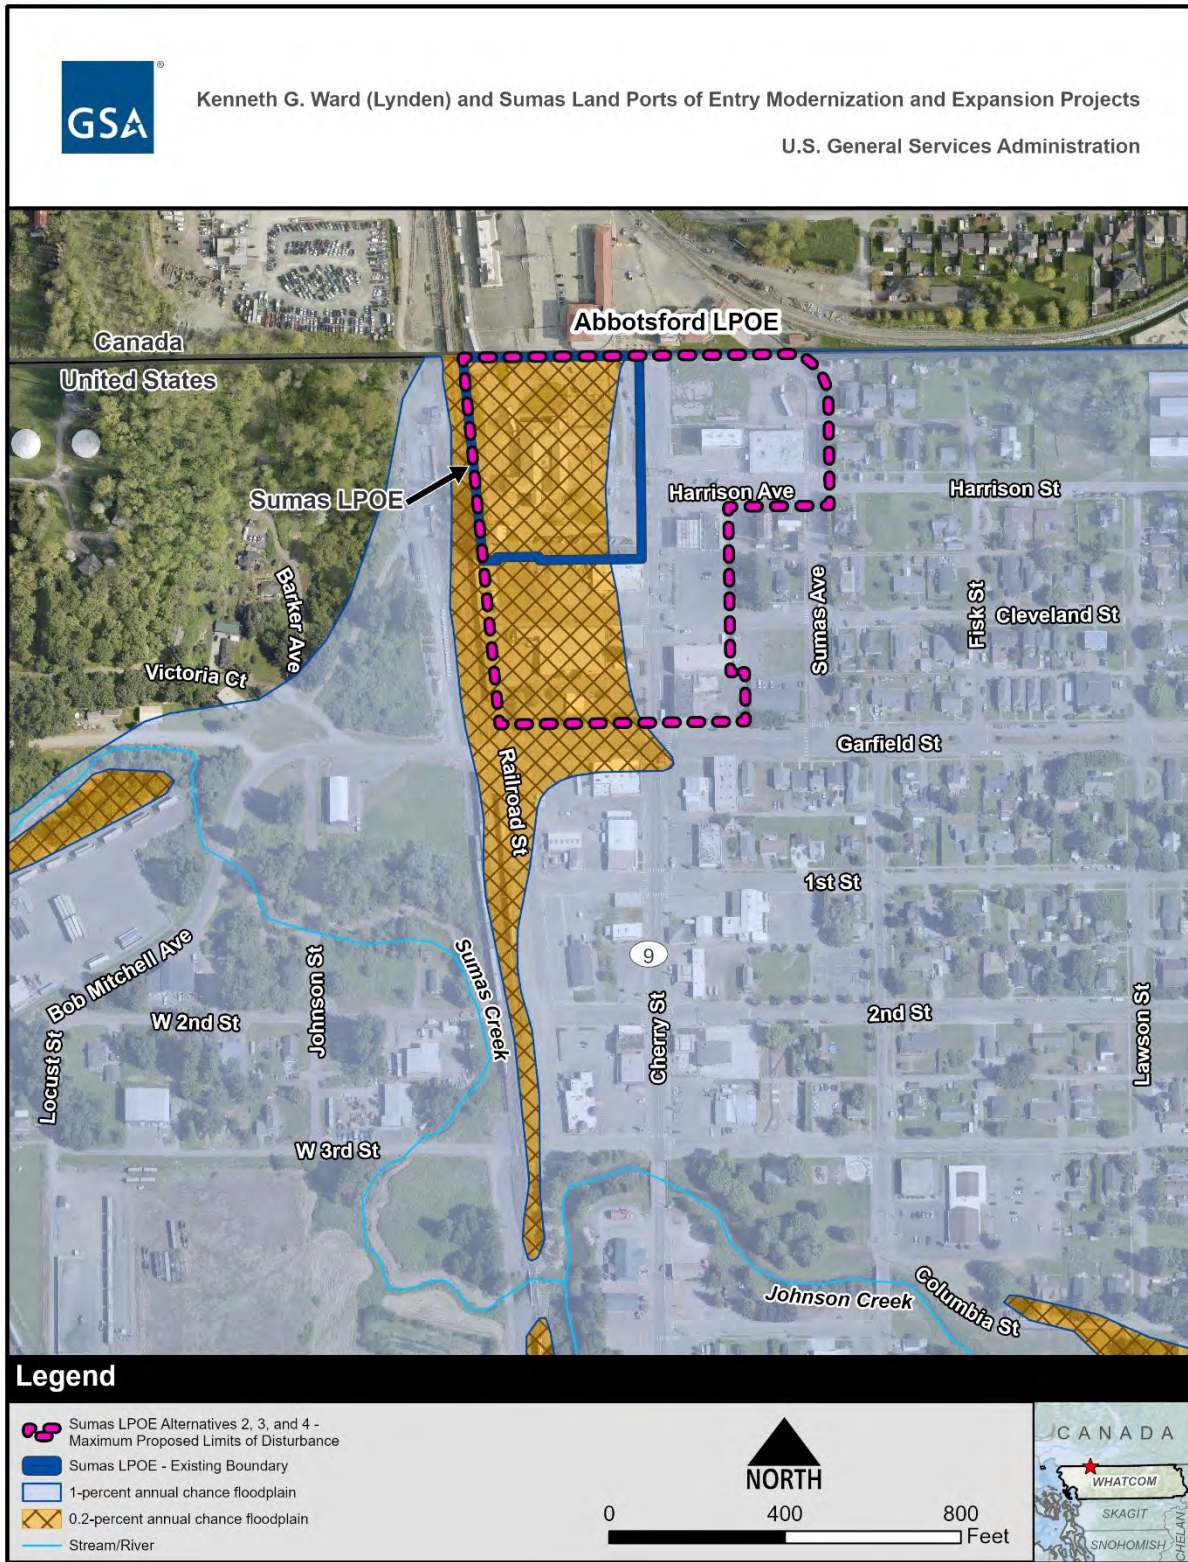 GSA
®
Kenneth G. Ward (Lynden) and Sumas Land Ports of Entry Modernization and Expansion Projects
U.S. General Services Administration
Abbotsford LPOE
Canada
United States
Sumas LPOE
Harrison Ave
Harrison St
Barker Ave
Sumas Ave
Fisk St
Cleveland St
Victoria Ct
Garfield St
Railroad St
1st St
Bob Mitchell Ave
Johnson St
Sumas Creek
9
W 2nd St
2nd St
Locust St
Cherry St
Lawson St
W 3rd St
Johnson Creek
Columbia St
Legend
Sumas LPOE Alternatives 2, 3, and 4 -
Maximum Proposed Limits of Disturbance
Sumas LPOE - Existing Boundary
1-percent annual chance floodplain
0.2-percent annual chance floodplain
Stream/River
NORTH
0 400 800
Feet
CANADA
WHATCOM
SKAGIT
SNOHOMISH
CHELAN